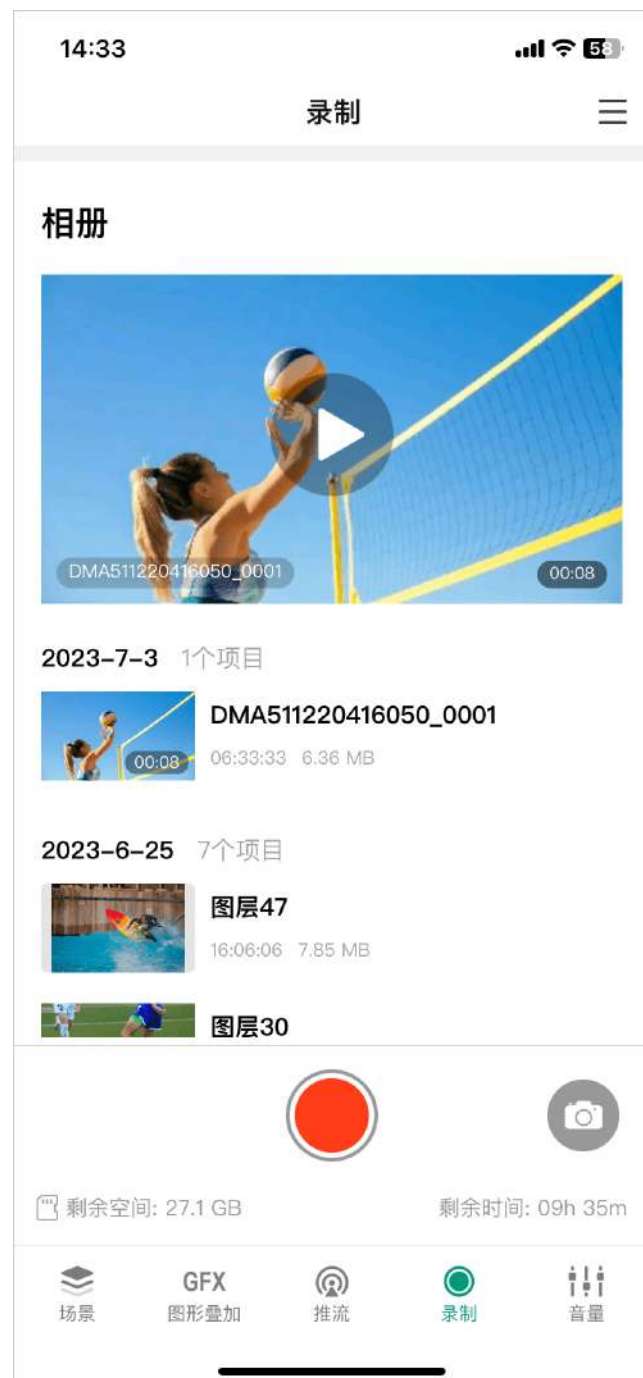 14:33
58
录制
相册
DMA511220416050_0001
00:08
2023-7-3 1个项目
DMA511220416050_0001
00:08
06:33:33 6.36 MB
2023-6-25 7个项目
图层47
16:06:06 7.85 MB
图层30
剩余空间: 27.1 GB
剩余时间: 09h 35m
GFX
场景 图形叠加 推流 录制 音量